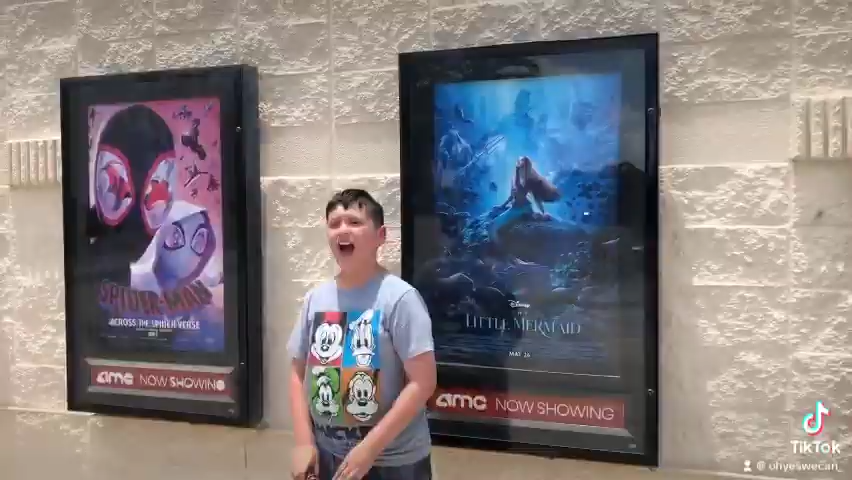 SPIDER-MAN
ACROSS THE SPIDER-VERSE
amc NOW SHOWING
Disney
THE
LITTLE MERMAID
MAY 26
amc NOW SHOWING
TikTok
@ohyeswecan_